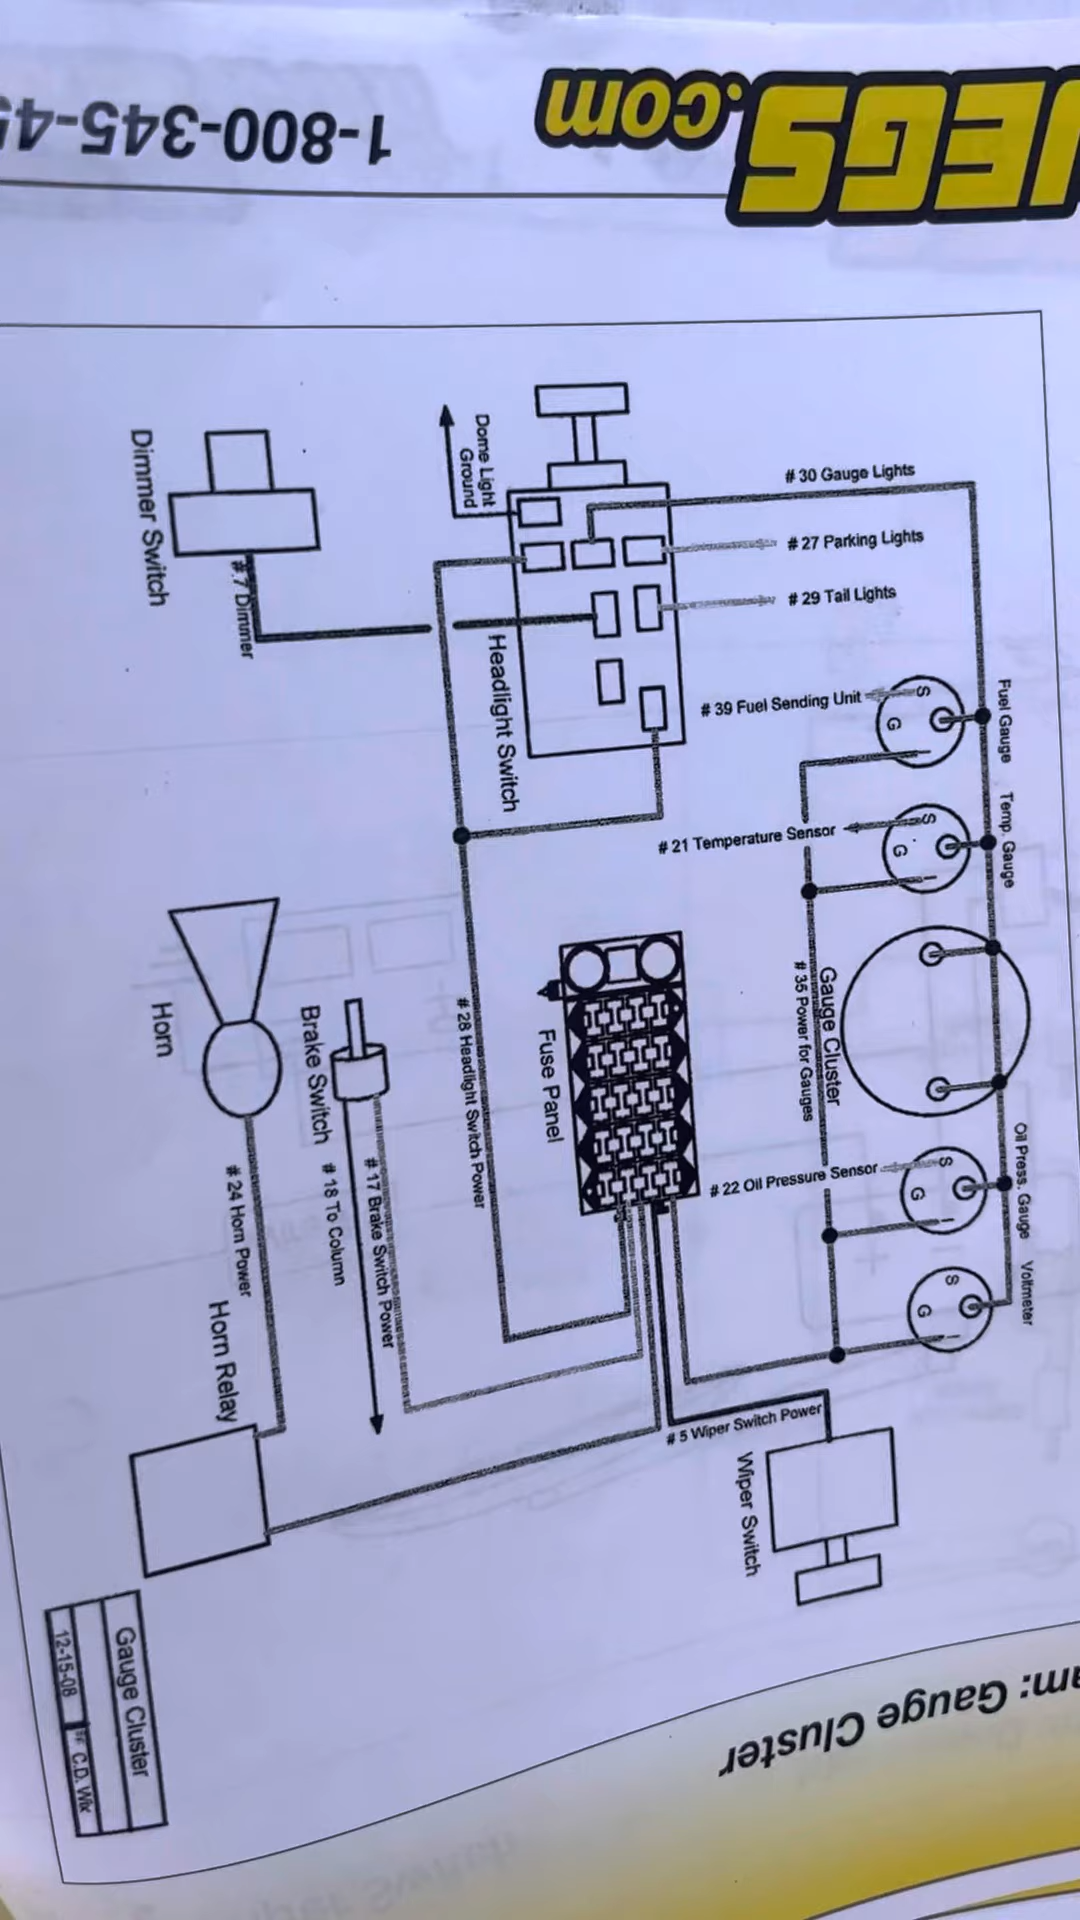 JEGS.com
1-800-345-45
am: Gauge Cluster
# 30 Gauge Lights
# 27 Parking Lights
# 29 Tail Lights
Fuel Gauge
Temp. Gauge
Oil Press. Gauge
Voltmeter
S
G
I
S
G
I
S
G
I
S
G
I
# 39 Fuel Sending Unit
# 21 Temperature Sensor
Gauge Cluster
# 35 Power for Gauges
# 22 Oil Pressure Sensor
Dome Light
Ground
Headlight Switch
Fuse Panel
# 5 Wiper Switch Power
Wiper Switch
# 28 Headlight Switch Power
Dimmer Switch
# 7 Dimmer
Brake Switch
# 17 Brake Switch Power
# 18 To Column
Horn
# 24 Horn Power
Horn Relay
Gauge Cluster
12-15-08
C.D. Wix